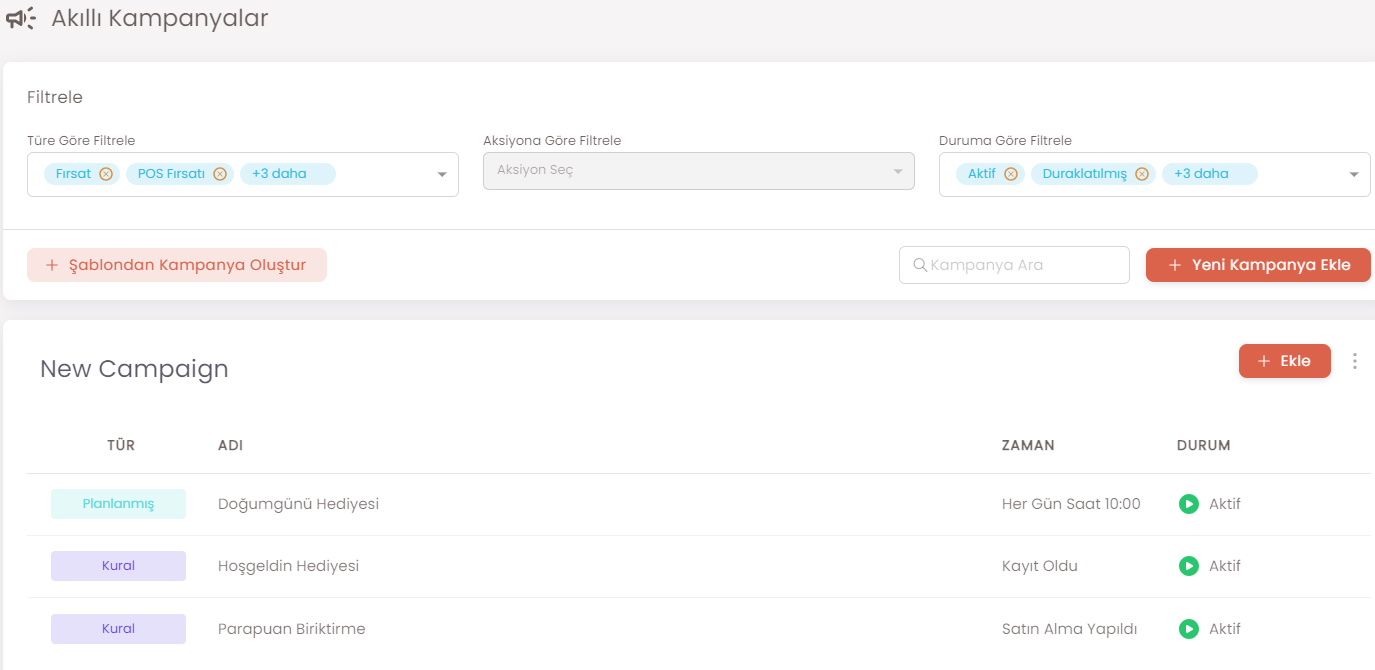 Akıllı Kampanyalar
Filtrele
Türe Göre Filtrele Aksiyona Göre Filtrele Duruma Göre Filtrele
Fırsat POS Fırsatı +3 daha Aksiyon Seç Aktif Duraklatılmış +3 daha
+ Şablondan Kampanya Oluştur Kampanya Ara + Yeni Kampanya Ekle
New Campaign + Ekle
TÜR ADI ZAMAN DURUM
Planlanmış Doğumgünü Hediyesi Her Gün Saat 10:00 Aktif
Kural Hoşgeldin Hediyesi Kayıt Oldu Aktif
Kural Parapuan Biriktirme Satın Alma Yapıldı Aktif